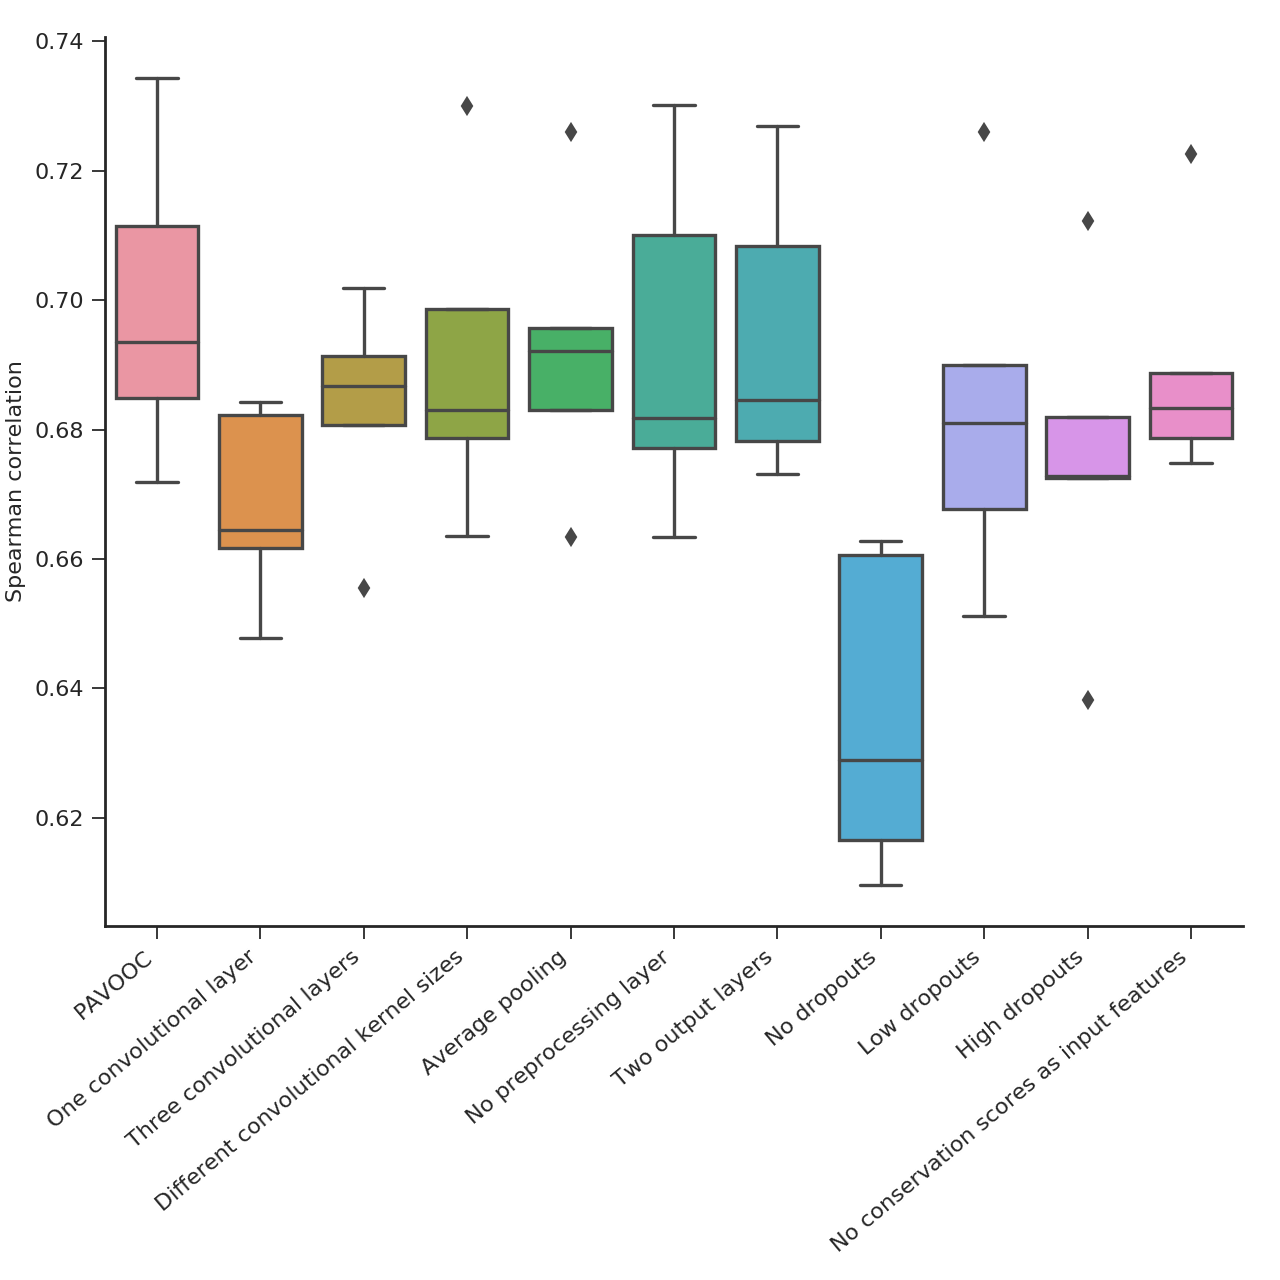 0.74
0.72
0.70
0.68
0.66
0.64
0.62
Spearman correlation
PAVOOC
One convolutional layer
Three convolutional layers
Different convolutional kernel sizes
Average pooling
No preprocessing layer
Two output layers
No dropouts
Low dropouts
High dropouts
No conservation scores as input features